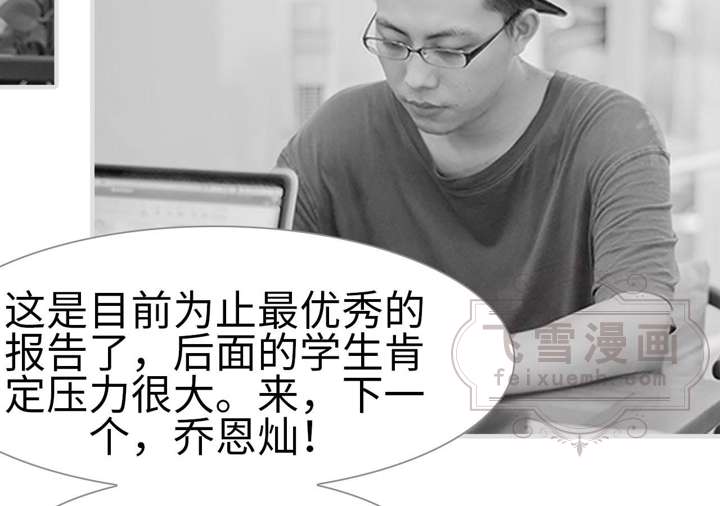 这是目前为止最优秀的
报告了，后面的学生肯
定压力很大。来，下一
个，乔恩灿！
飞雪漫画
feixuemh.com